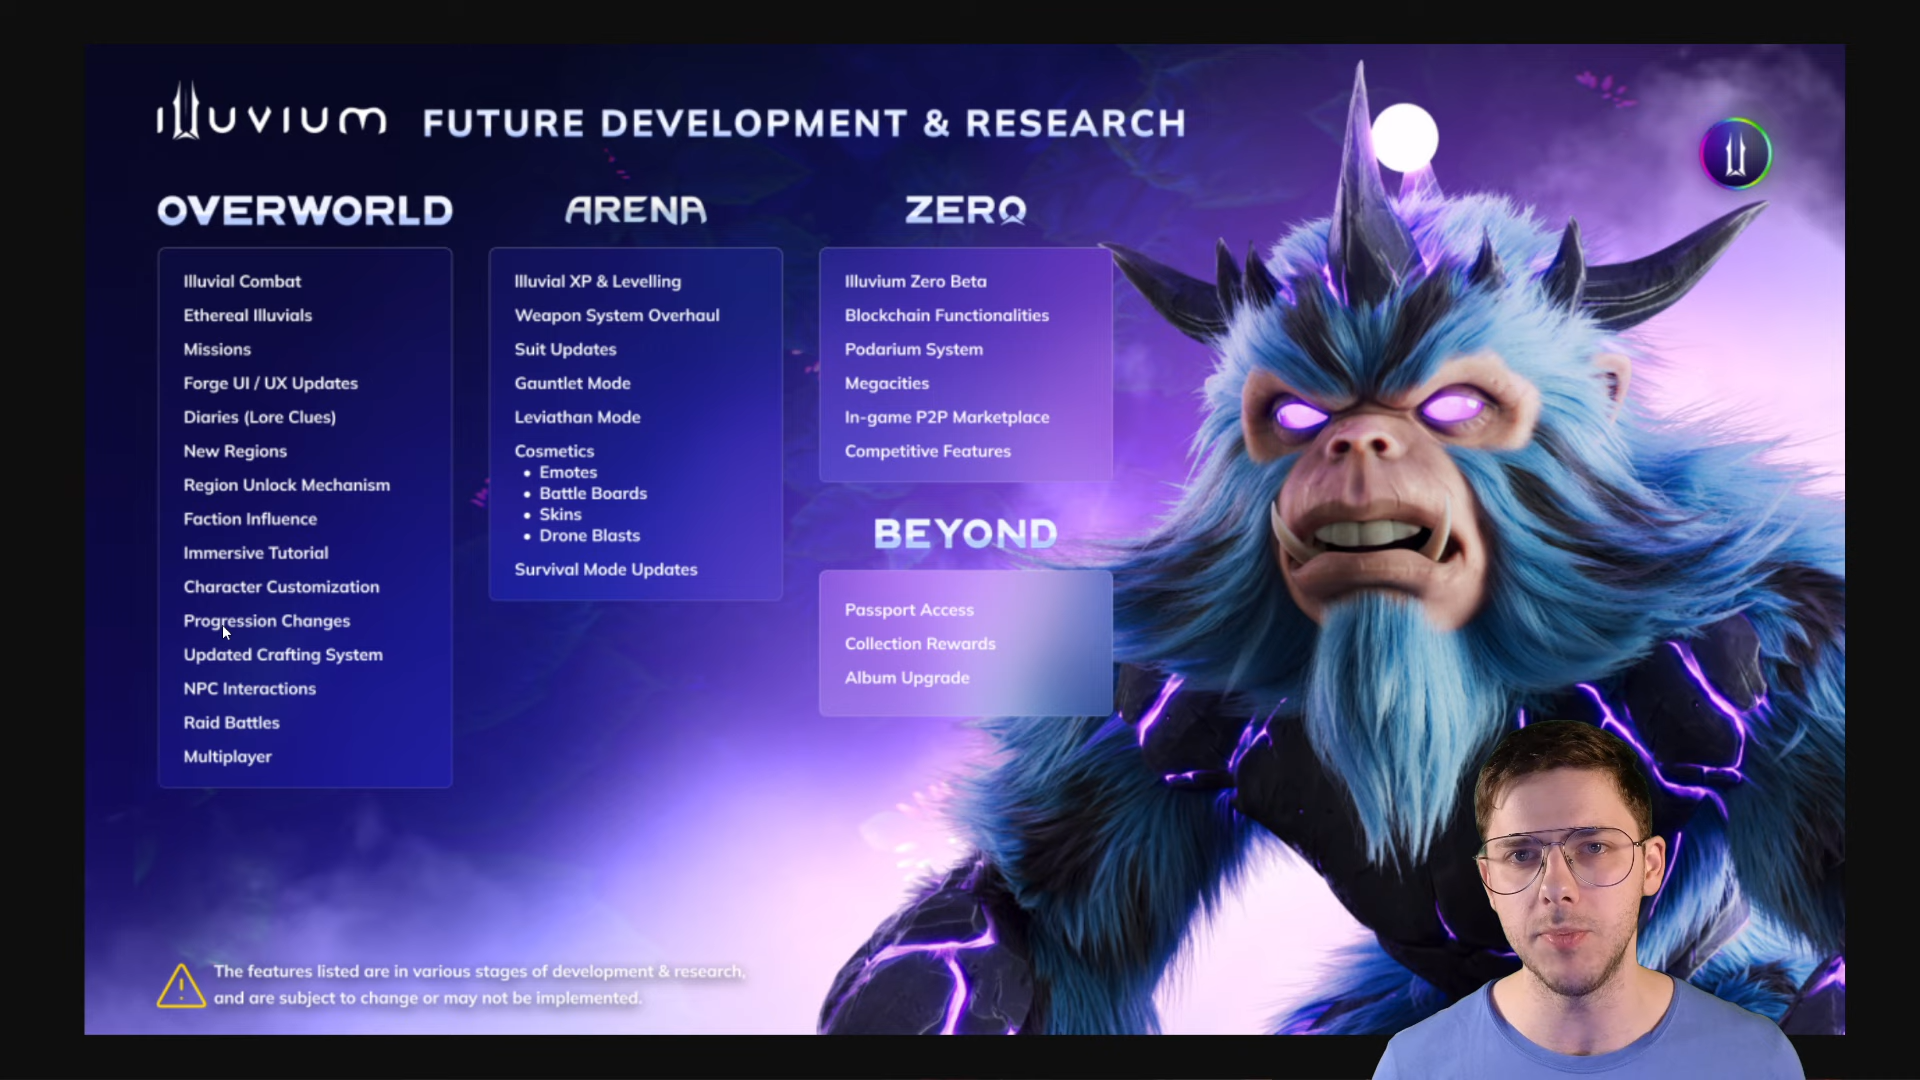 ILLUVIUM FUTURE DEVELOPMENT & RESEARCH
OVERWORLD
Illuvial Combat
Ethereal Illuvials
Missions
Forge UI / UX Updates
Diaries (Lore Clues)
New Regions
Region Unlock Mechanism
Faction Influence
Immersive Tutorial
Character Customization
Progression Changes
Updated Crafting System
NPC Interactions
Raid Battles
Multiplayer
ARENA
Illuvial XP & Levelling
Weapon System Overhaul
Suit Updates
Gauntlet Mode
Leviathan Mode
Cosmetics
• Emotes
• Battle Boards
• Skins
• Drone Blasts
Survival Mode Updates
ZERO
Illuvium Zero Beta
Blockchain Functionalities
Podarium System
Megacities
In-game P2P Marketplace
Competitive Features
BEYOND
Passport Access
Collection Rewards
Album Upgrade
The features listed are in various stages of development & research,
and are subject to change or may not be implemented.